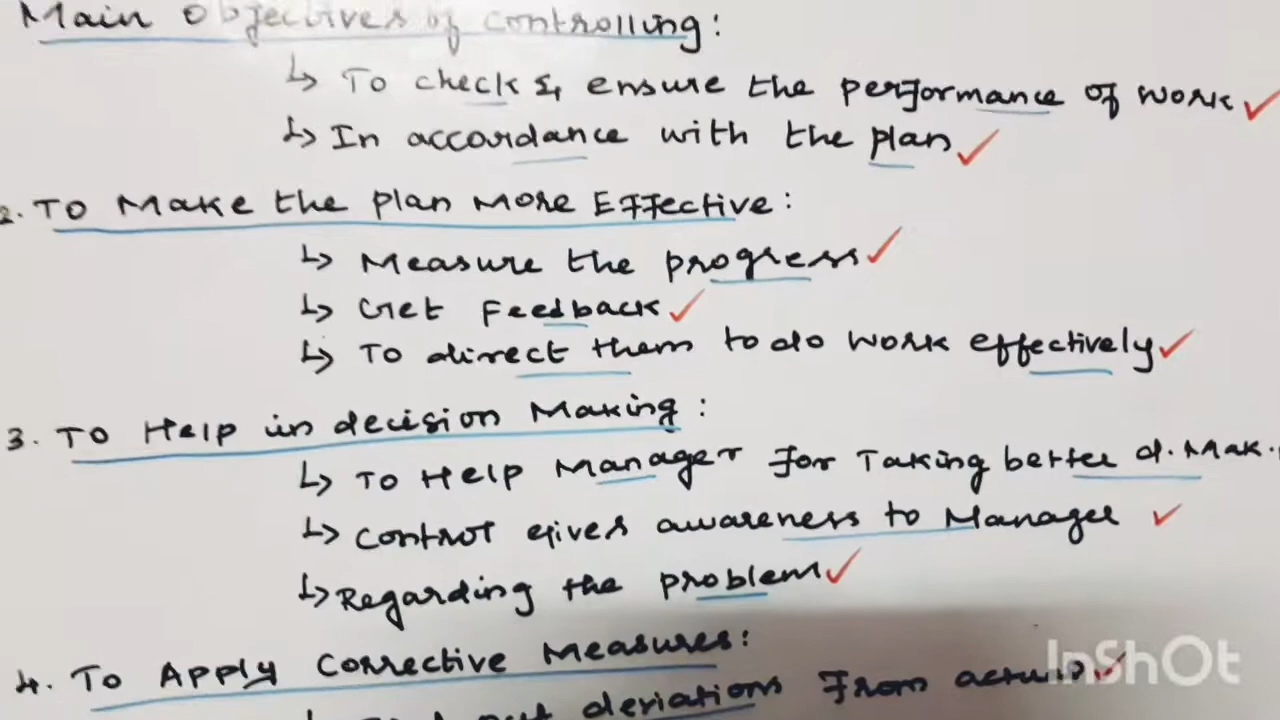 Main Objectives of controlling:
↳ To check & ensure the performance of work ✓
↳ In accordance with the plan ✓
2. To Make the plan More Effective:
↳ Measure the progress ✓
↳ Get Feedback ✓
↳ To direct them to do work effectively ✓
3. To Help in decision Making:
↳ To Help Manager for Taking better d. Mak.
↳ Control gives awareness to Manager ✓
↳ Regarding the problem ✓
4. To Apply Corrective Measures:
out deviations From
InShOt